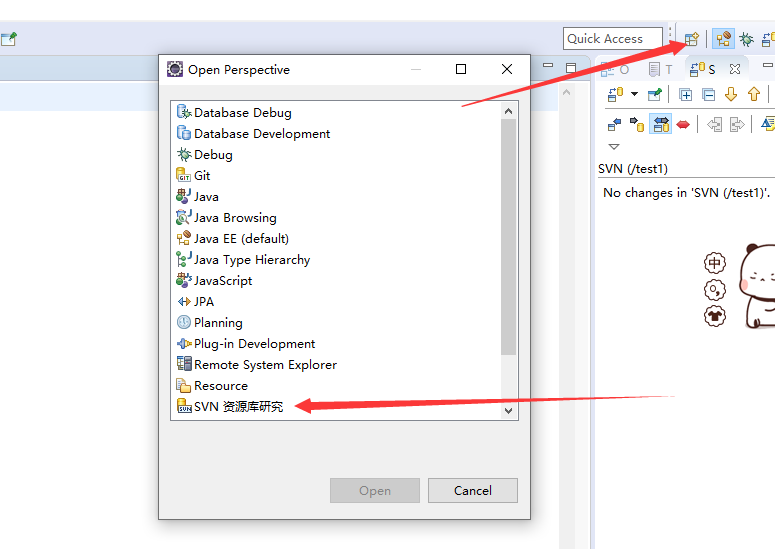 Quick Access
Open Perspective
O
T
S
Database Debug
Database Development
Debug
Git
Java
Java Browsing
Java EE (default)
Java Type Hierarchy
JavaScript
JPA
Planning
Plug-in Development
Remote System Explorer
Resource
SVN 资源库研究
Open
Cancel
SVN (/test1)
No changes in 'SVN (/test1)'.
中